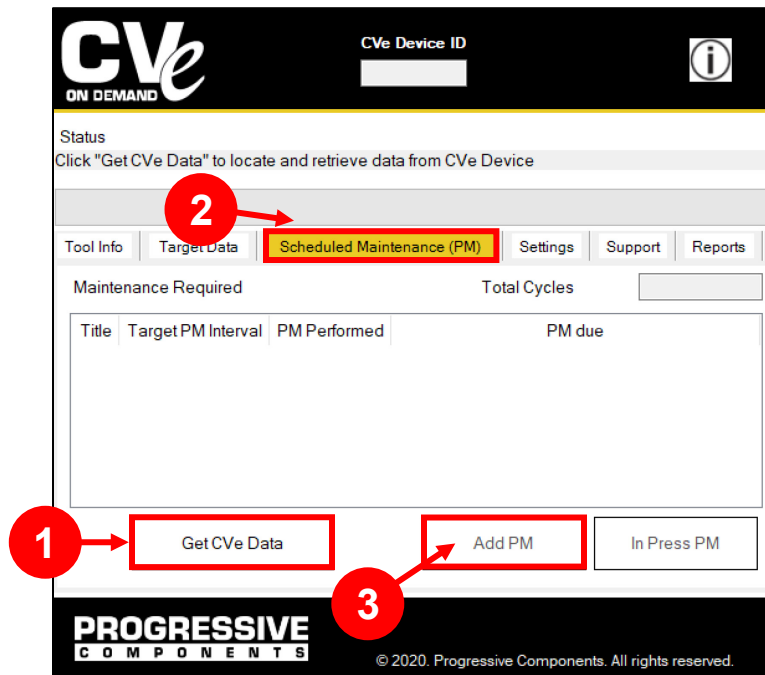 CVe
ON DEMAND
CVe Device ID
i
Status
Click "Get CVe Data" to locate and retrieve data from CVe Device
2
Tool Info Target Data Scheduled Maintenance (PM) Settings Support Reports
Maintenance Required Total Cycles
Title Target PM Interval PM Performed PM due
1
Get CVe Data Add PM In Press PM
3
PROGRESSIVE
COMPONENTS
© 2020. Progressive Components. All rights reserved.